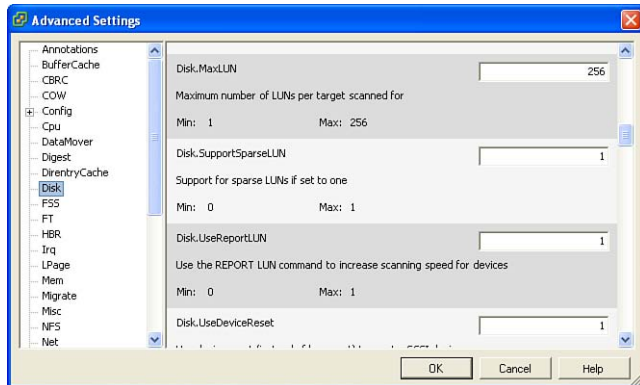 Advanced Settings
Annotations
BufferCache
CBRC
COW
Config
Cpu
DataMover
Digest
DirentryCache
Disk
FSS
FT
HBR
Irq
LPage
Mem
Migrate
Misc
NFS
Net
Disk.MaxLUN 256
Maximum number of LUNs per target scanned for
Min: 1 Max: 256
Disk.SupportSparseLUN 1
Support for sparse LUNs if set to one
Min: 0 Max: 1
Disk.UseReportLUN 1
Use the REPORT LUN command to increase scanning speed for devices
Min: 0 Max: 1
Disk.UseDeviceReset 1
OK Cancel Help